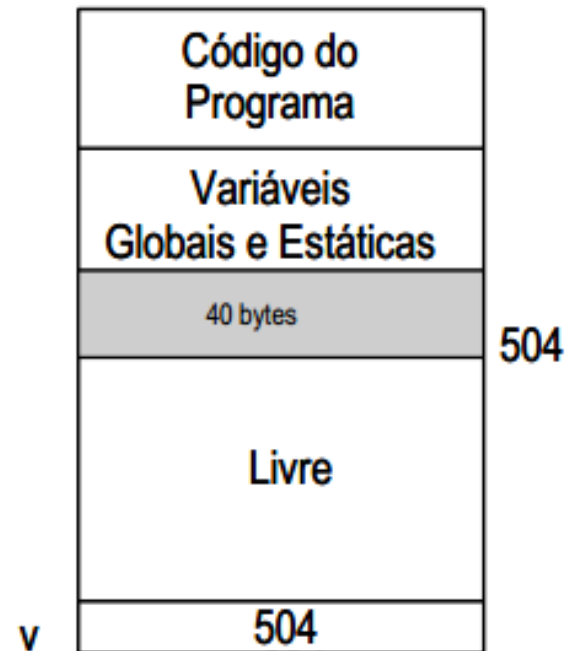 Código do
Programa
Variáveis
Globais e Estáticas
40 bytes
504
Livre
v
504